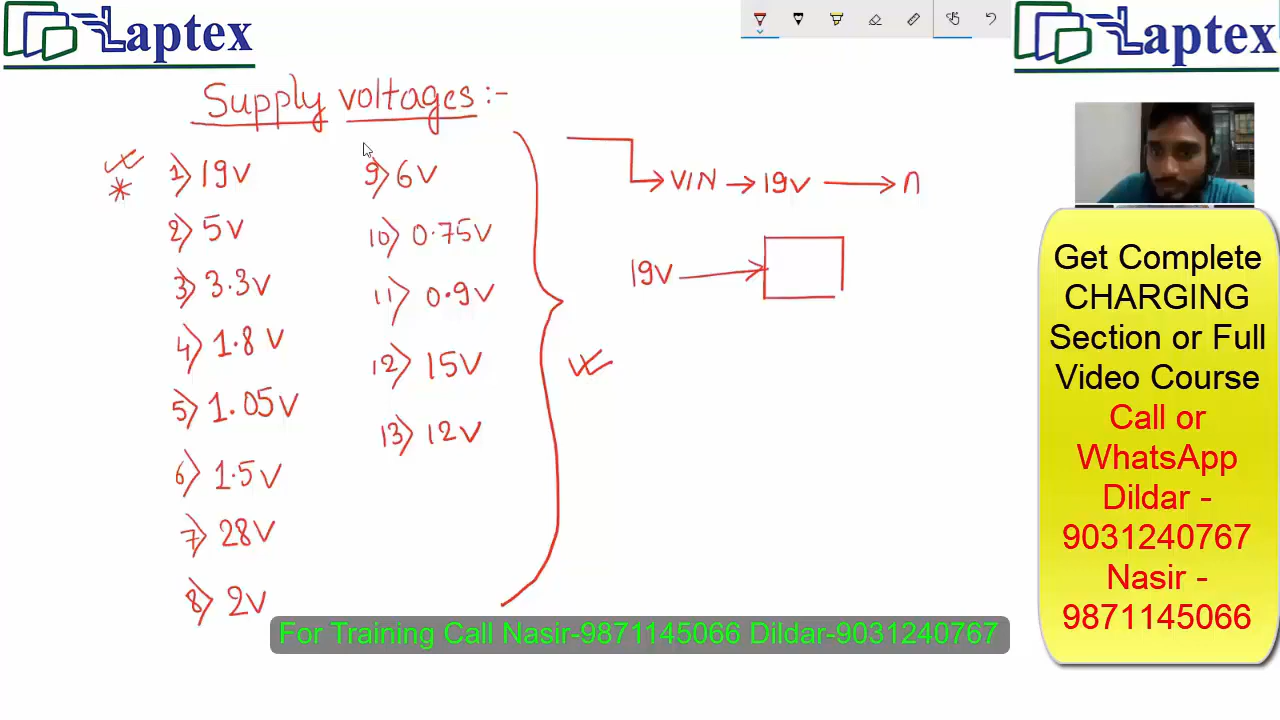 Laptex
Laptex
Supply voltages :-
1) 19V
2) 5V
3) 3.3V
4) 1.8 V
5) 1.05V
6) 1.5V
7) 28V
8) 2V
9) 6V
10) 0.75V
11) 0.9V
12) 15V
13) 12V
VIN → 19V → n
19V
Get Complete
CHARGING
Section or Full
Video Course
Call or
WhatsApp
Dildar -
9031240767
Nasir -
9871145066
For Training Call Nasir-9871145066 Dildar-9031240767